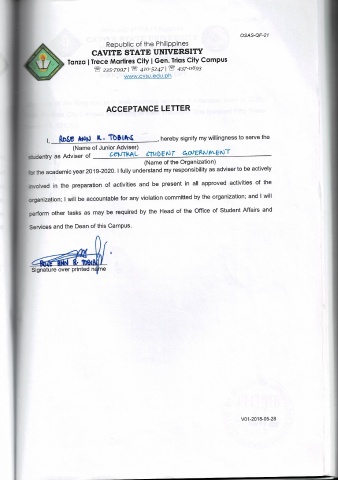 OSAS-QF-21
Republic of the Philippines
CAVITE STATE UNIVERSITY
Tanza | Trece Martires City | Gen. Trias City Campus
☏ 225-7997 | ☏ 410-5247 | ☏ 437-0693
www.cvsu.edu.ph
ACCEPTANCE LETTER
I, ROSE ANN R. TOBIAS, hereby signify my willingness to serve the
(Name of Junior Adviser)
studentry as Adviser of CENTRAL STUDENT GOVERNMENT
(Name of the Organization)
for the academic year 2019-2020. I fully understand my responsibility as adviser to be actively
involved in the preparation of activities and be present in all approved activities of the
organization; I will be accountable for any violation committed by the organization; and I will
perform other tasks as may be required by the Head of the Office of Student Affairs and
Services and the Dean of this Campus.
ROSE ANN R. TOBIAS
Signature over printed name
V01-2018-05-28